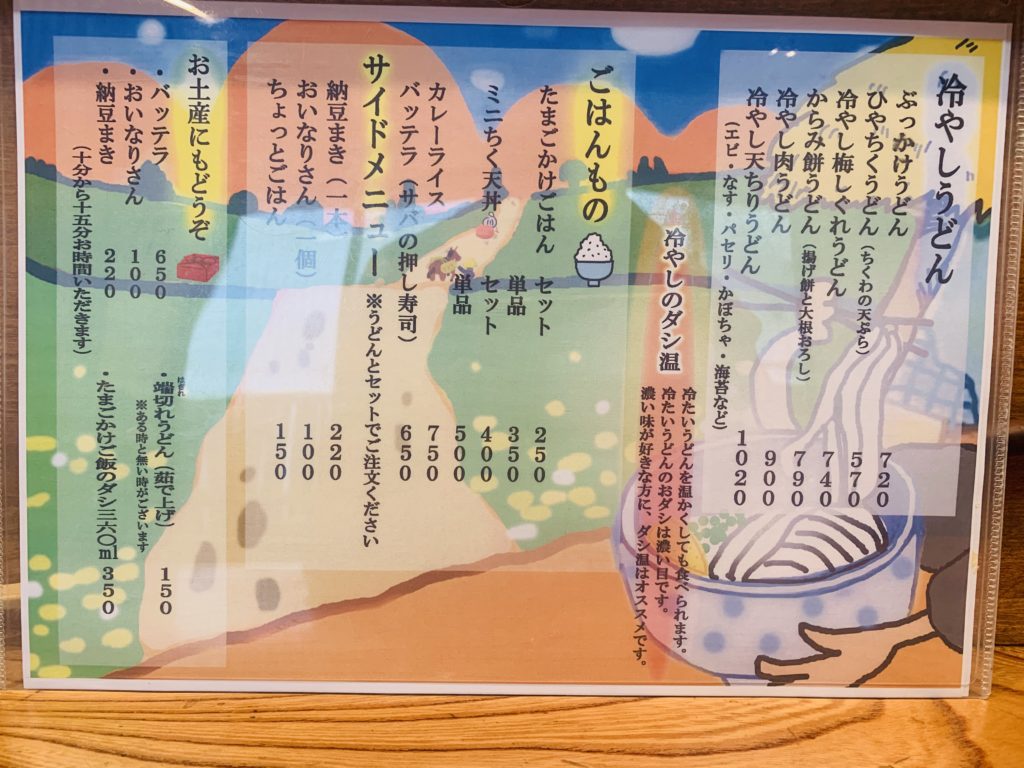 冷やしうどん
ぶっかけうどん 720
ひやちくうどん（ちくわの天ぷら） 570
冷やし梅しぐれうどん 740
からみ餅うどん（揚げ餅と大根おろし） 790
冷やし肉うどん 900
冷やし天ちりうどん 1020
（エビ・なす・パセリ・かぼちゃ・海苔など）
冷やしのダシ温
冷たいうどんを温かくしても食べられます。
冷たいうどんのおダシは濃い目です。
濃い味が好きな方に、ダシ温はオススメです。
ごはんもの
たまごかけごはん セット 250
単品 350
ミニちく天丼 セット 400
単品 500
カレーライス 750
バッテラ（サバの押し寿司） 650
サイドメニュー ※うどんとセットでご注文ください
納豆まき（一本） 220
おいなりさん（一個） 100
ちょっとごはん 150
お土産にもどうぞ
・バッテラ 650
・おいなりさん 100
・納豆まき 220
（十分から十五分お時間いただきます）
・端切れうどん（茹で上げ） 150
はぎれ
※ある時と無い時がございます
・たまごかけご飯のダシ三六〇ml 350